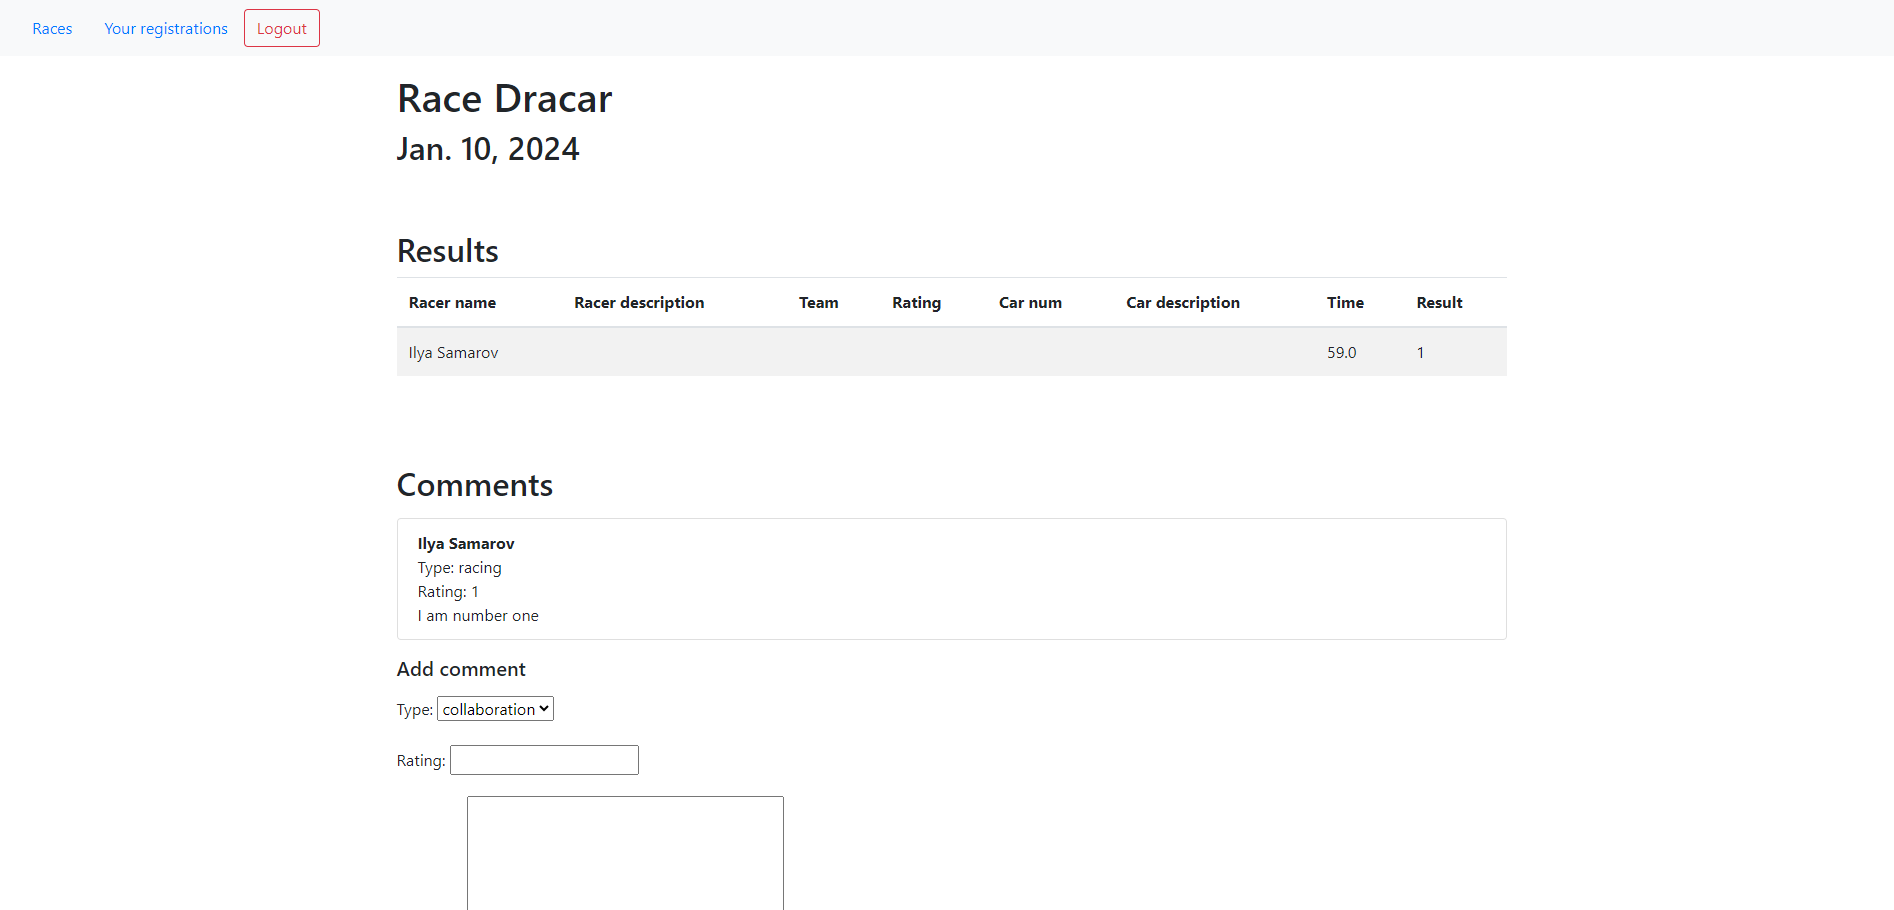 Races Your registrations Logout
Race Dracar
Jan. 10, 2024
Results
Racer name Racer description Team Rating Car num Car description Time Result
Ilya Samarov 59.0 1
Comments
Ilya Samarov
Type: racing
Rating: 1
I am number one
Add comment
Type: collaboration
Rating: